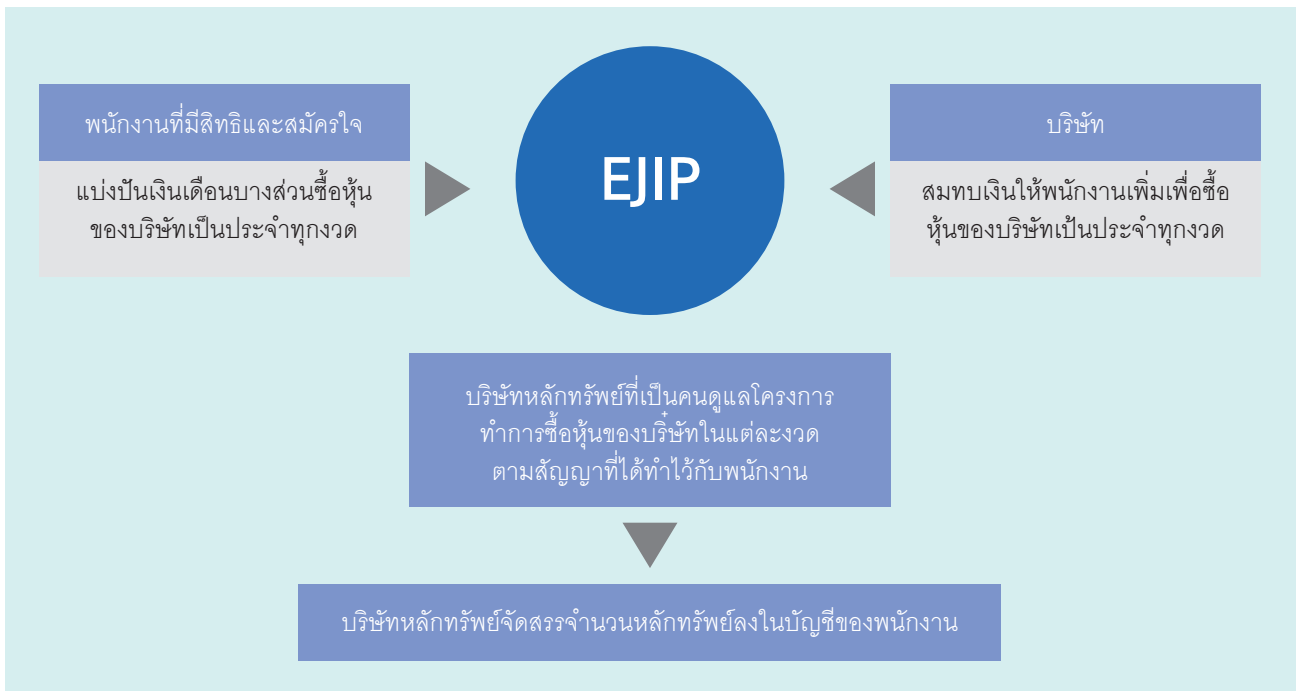 พนักงานที่มีสิทธิและสมัครใจ
แบ่งปันเงินเดือนบางส่วนซื้อหุ้น
ของบริษัทเป็นประจำทุกงวด
EJIP
บริษัท
สมทบเงินให้พนักงานเพิ่มเพื่อซื้อ
หุ้นของบริษัทเป้นประจำทุกงวด
บริษัทหลักทรัพย์ที่เป็นคนดูแลโครงการ
ทำการซื้อหุ้นของบริ๋ษัทในแต่ละงวด
ตามสัญญาที่ได้ทำไว้กับพนักงาน
บริษัทหลักทรัพย์จัดสรรจำนวนหลักทรัพย์ลงในบัญชีของพนักงาน